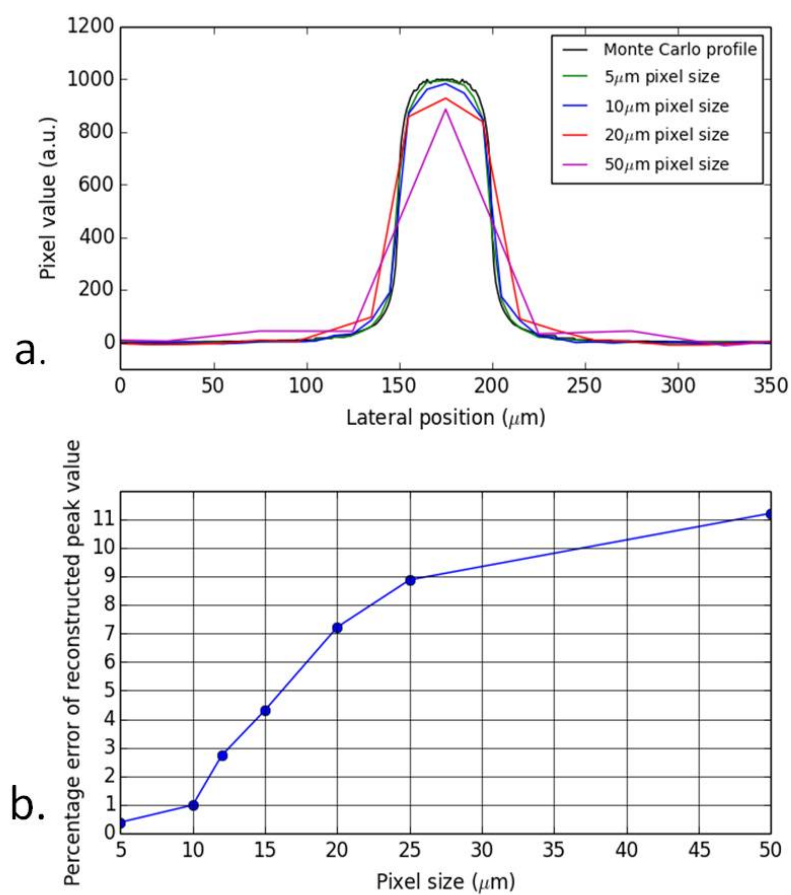 1200
1000
800
600
400
200
0
Pixel value (a.u.)
Monte Carlo profile
5μm pixel size
10μm pixel size
20μm pixel size
50μm pixel size
a.
0 50 100 150 200 250 300 350
Lateral position (μm)
Percentage error of reconstructed peak value
11
10
9
8
7
6
5
4
3
2
1
0
b.
5 10 15 20 25 30 35 40 45 50
Pixel size (μm)